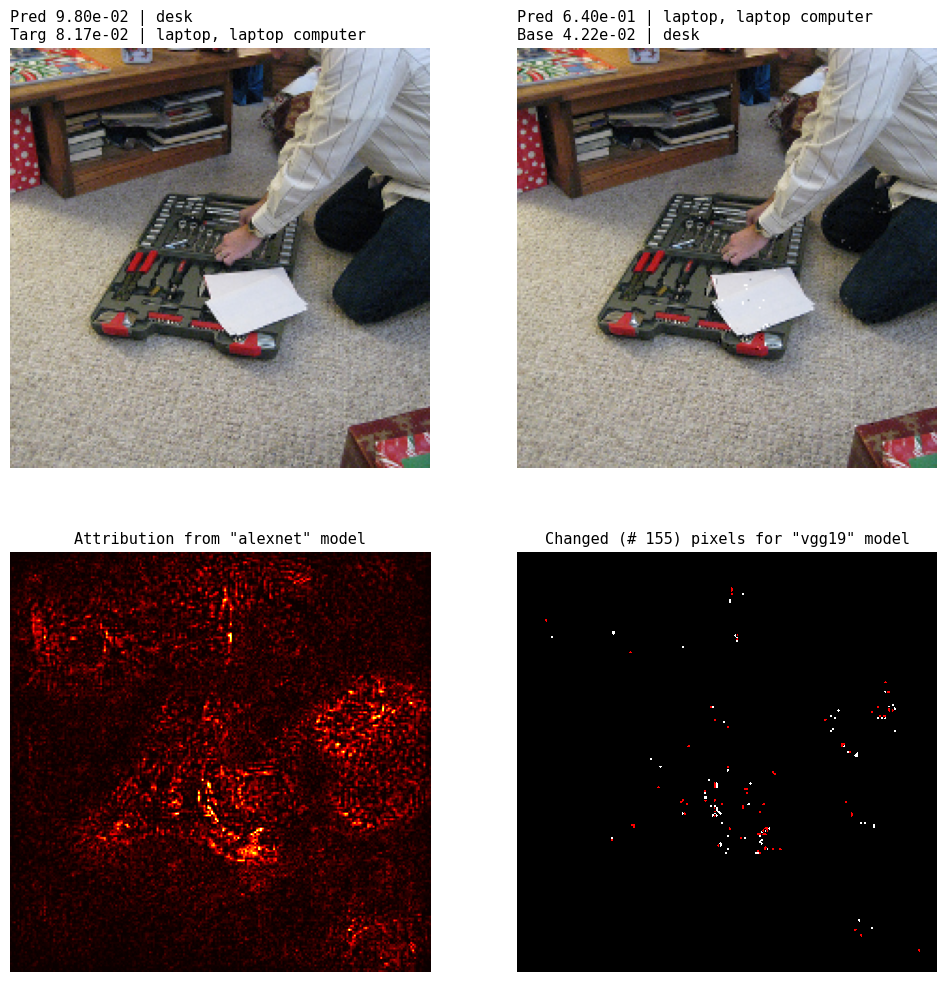 Pred 9.80e-02 | desk
Targ 8.17e-02 | laptop, laptop computer
Pred 6.40e-01 | laptop, laptop computer
Base 4.22e-02 | desk
Attribution from "alexnet" model
Changed (# 155) pixels for "vgg19" model